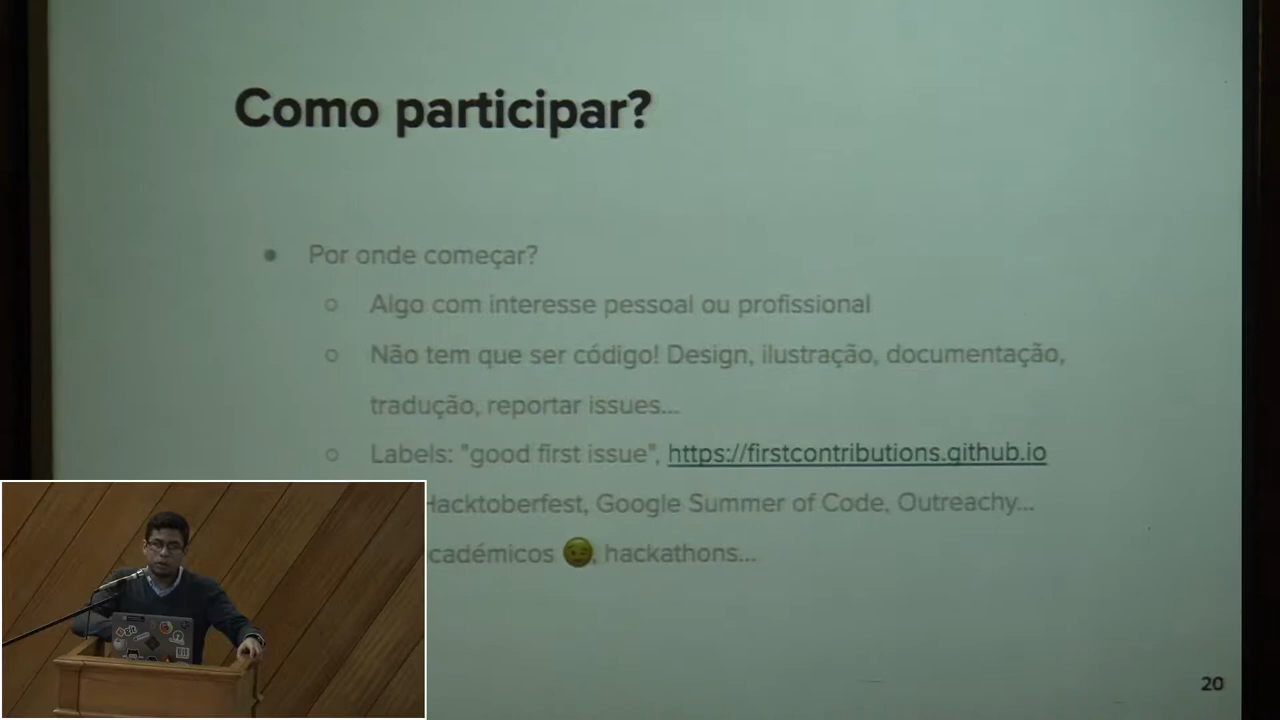 Como participar?
Por onde começar?
Algo com interesse pessoal ou profissional
Não tem que ser código! Design, ilustração, documentação,
tradução, reportar issues...
Labels: "good first issue", https://firstcontributions.github.io
Hacktoberfest, Google Summer of Code, Outreachy...
cadémicos 😉, hackathons...
git
20